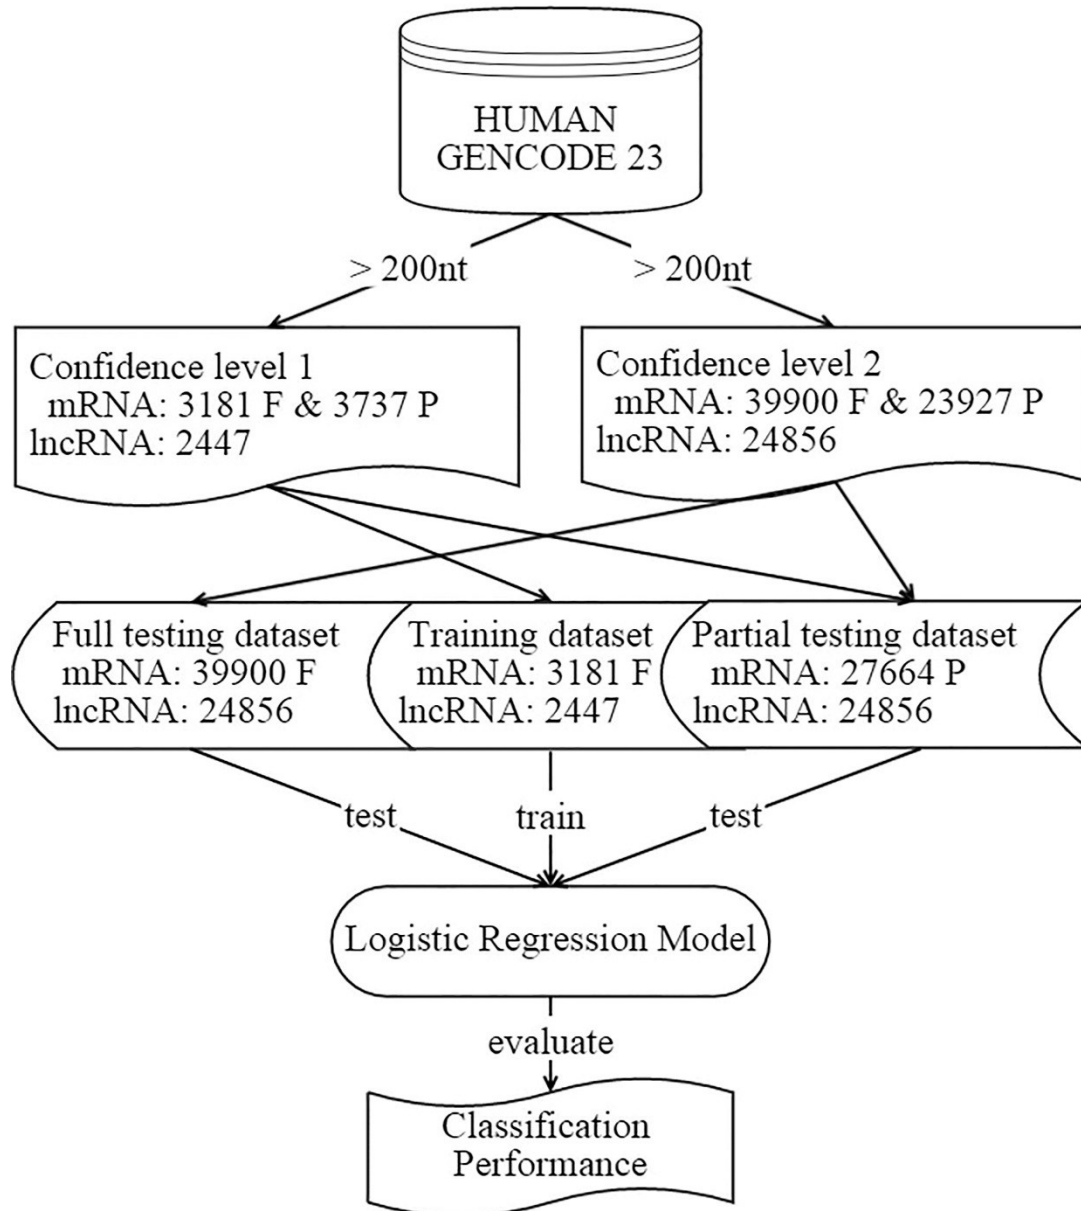 HUMAN
GENCODE 23
> 200nt
> 200nt
Confidence level 1
mRNA: 3181 F & 3737 P
lncRNA: 2447
Confidence level 2
mRNA: 39900 F & 23927 P
lncRNA: 24856
Full testing dataset
mRNA: 39900 F
lncRNA: 24856
Training dataset
mRNA: 3181 F
lncRNA: 2447
Partial testing dataset
mRNA: 27664 P
lncRNA: 24856
test
train
test
Logistic Regression Model
evaluate
Classification
Performance